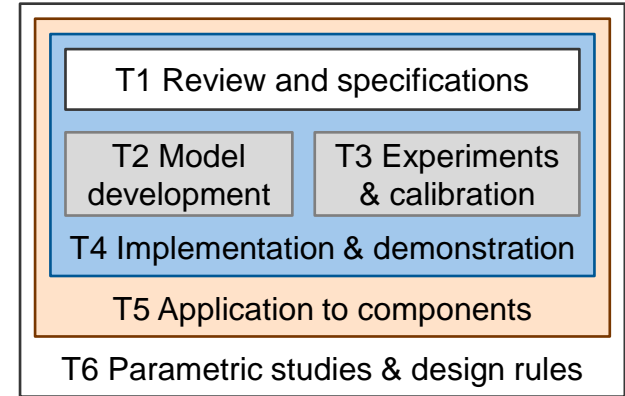 T1 Review and specifications
T2 Model
development
T3 Experiments
& calibration
T4 Implementation & demonstration
T5 Application to components
T6 Parametric studies & design rules